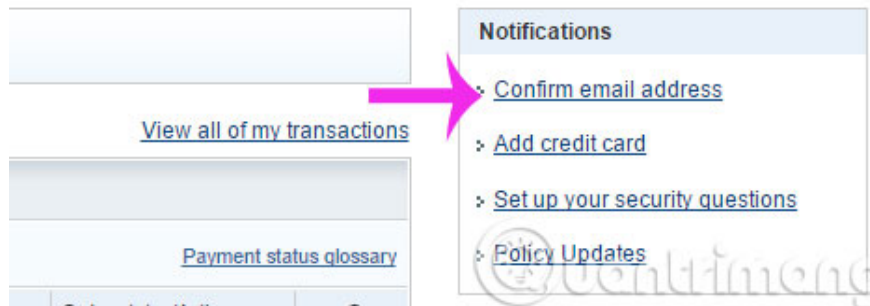 Notifications
Confirm email address
View all of my transactions
Add credit card
Set up your security questions
Payment status glossary
Policy Updates
Quantrimang